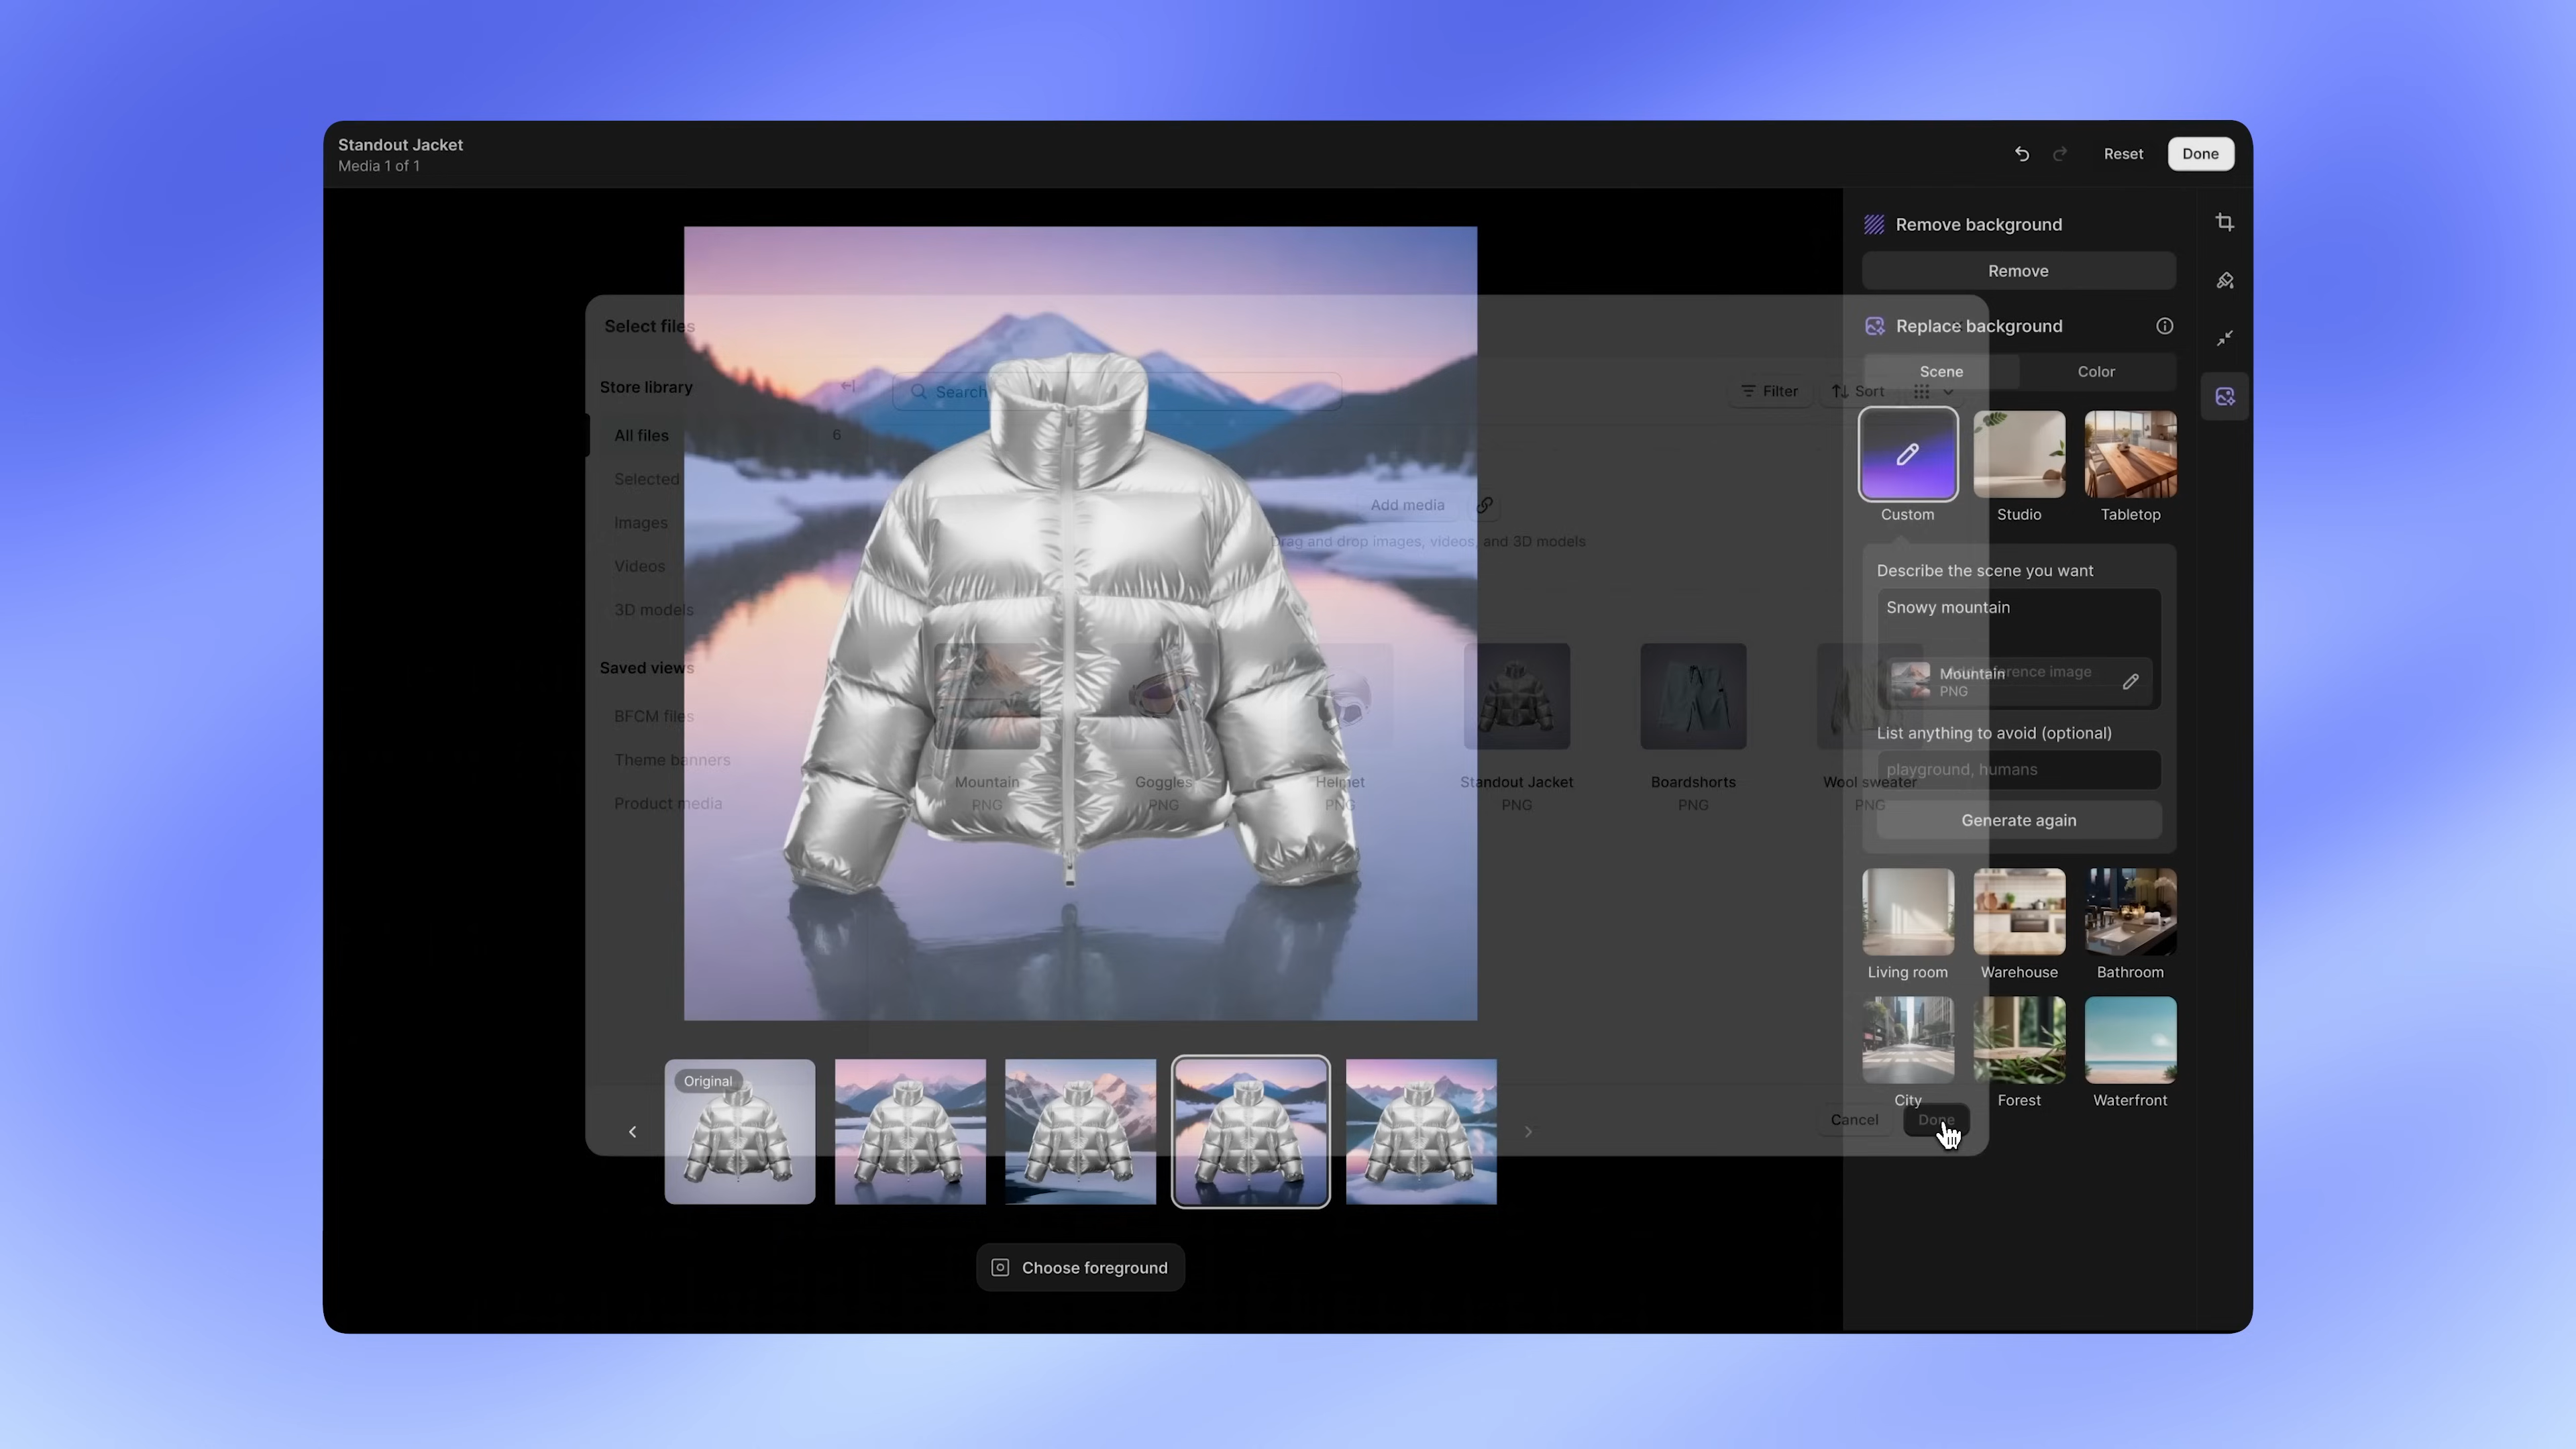 Standout Jacket
Media 1 of 1
Reset
Done
Remove background
Remove
Replace background
Scene
Color
Custom
Studio
Tabletop
Describe the scene you want
Snowy mountain
Mountain
PNG
Add reference image
List anything to avoid (optional)
playground, humans
Generate again
Living room
Warehouse
Bathroom
City
Forest
Waterfront
Select files
Store library
All files
6
Selected
Images
Videos
3D models
Saved views
BFCM files
Theme banners
Product media
Search
Filter
Sort
Add media
Drag and drop images, videos, and 3D models
Mountain
PNG
Goggles
PNG
Helmet
PNG
Standout Jacket
PNG
Boardshorts
PNG
Wool sweater
PNG
Cancel
Done
Original
Choose foreground